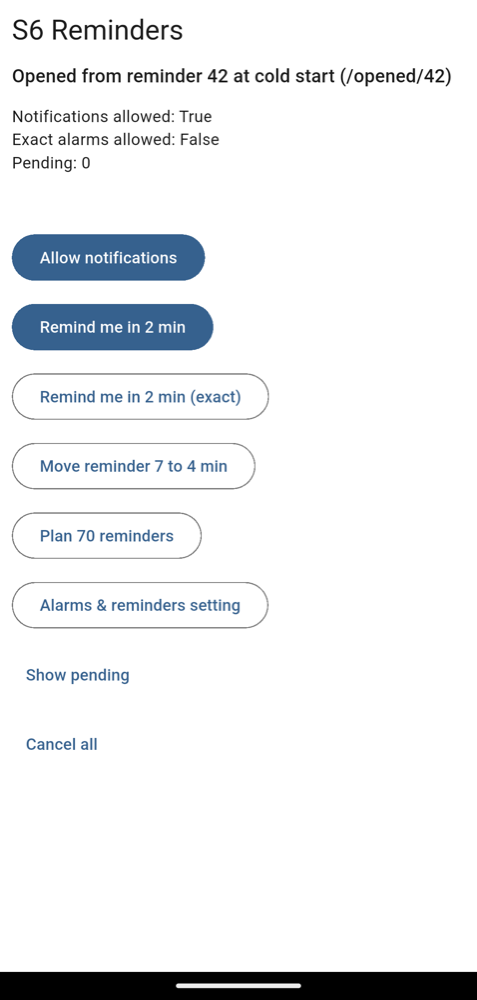 S6 Reminders
Opened from reminder 42 at cold start (/opened/42)
Notifications allowed: True
Exact alarms allowed: False
Pending: 0
Allow notifications
Remind me in 2 min
Remind me in 2 min (exact)
Move reminder 7 to 4 min
Plan 70 reminders
Alarms & reminders setting
Show pending
Cancel all